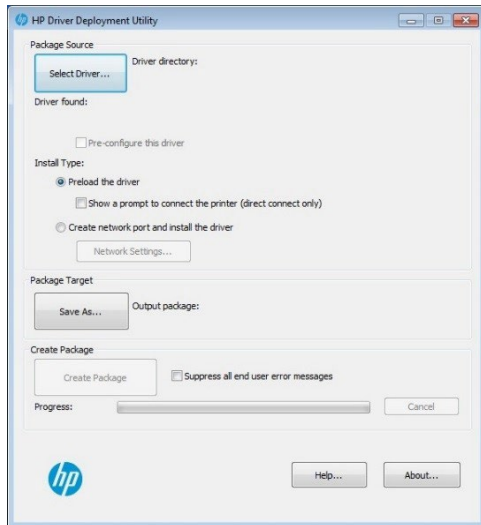 HP Driver Deployment Utility
Package Source
Select Driver...
Driver directory:
Driver found:
Pre-configure this driver
Install Type:
Preload the driver
Show a prompt to connect the printer (direct connect only)
Create network port and install the driver
Network Settings...
Package Target
Save As...
Output package:
Create Package
Create Package
Suppress all end user error messages
Progress:
Cancel
hp
Help...
About...